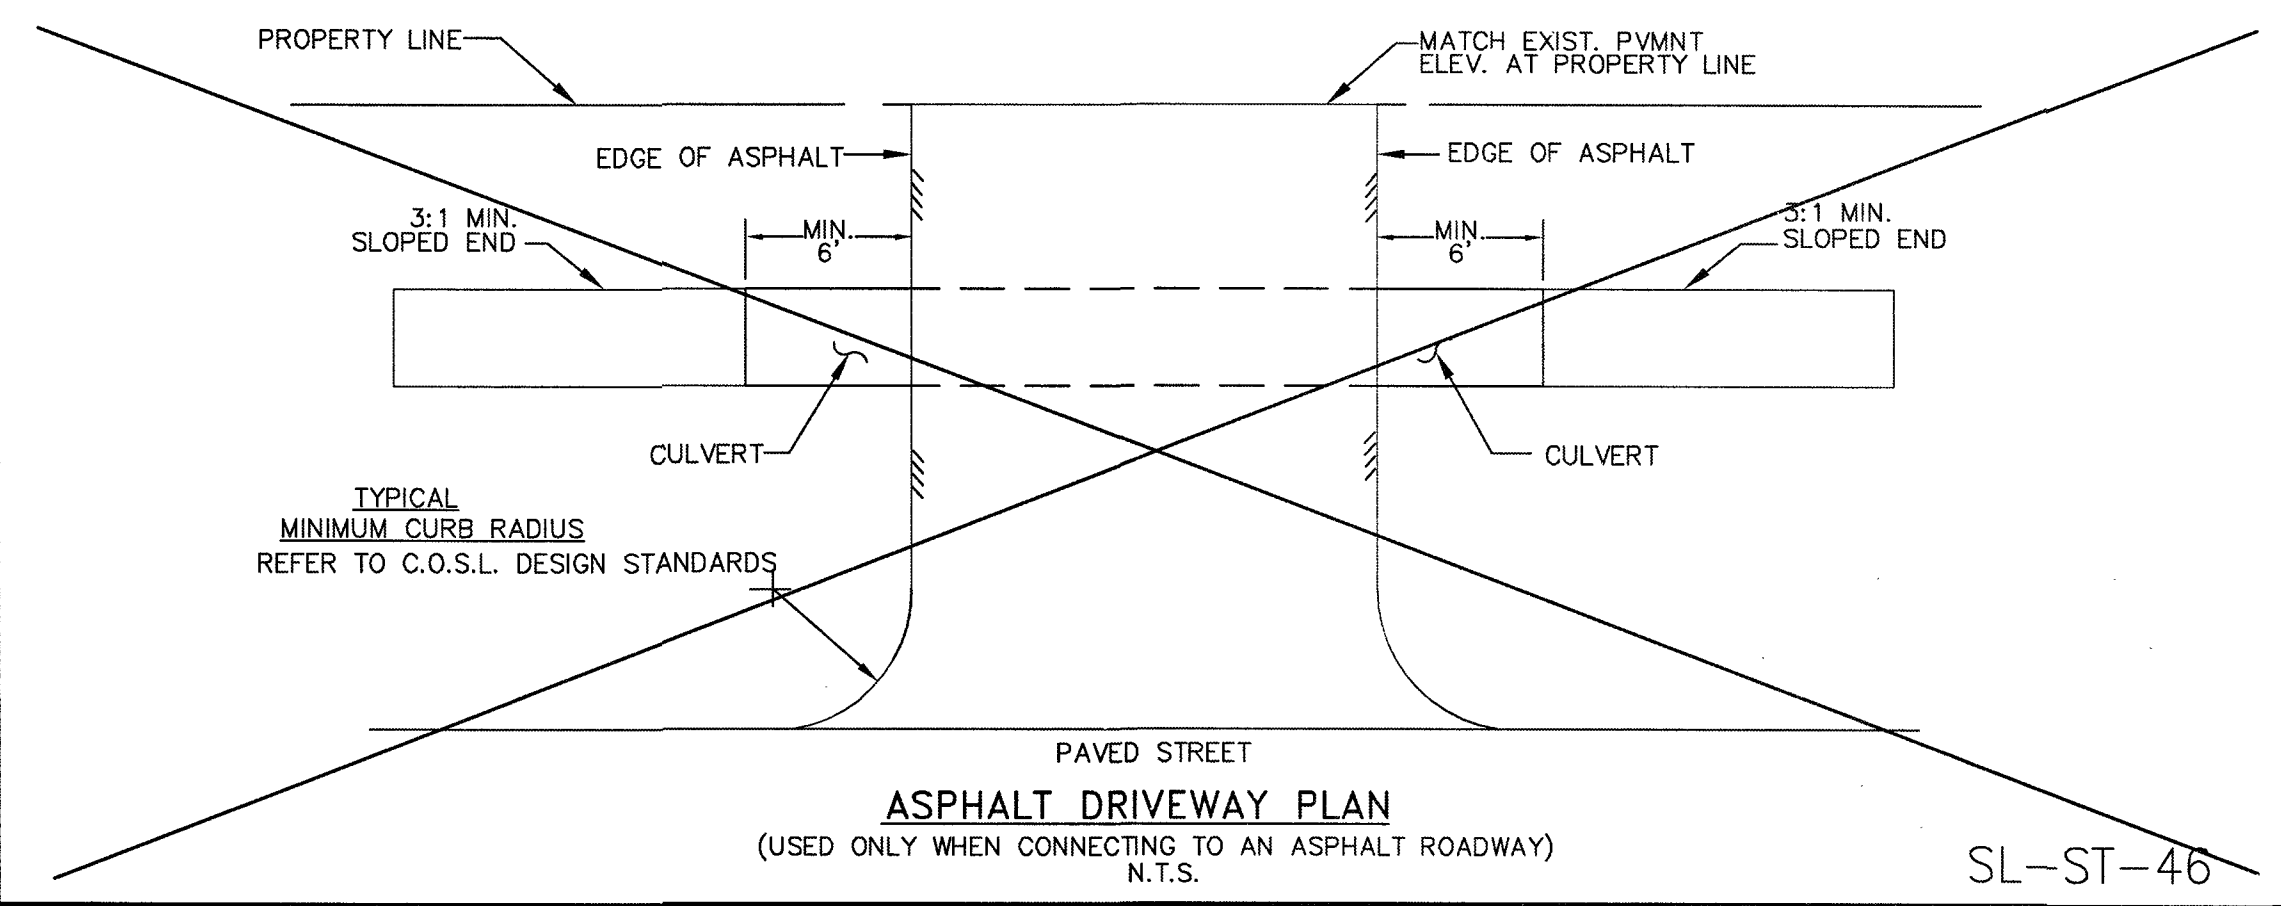 PROPERTY LINE
MATCH EXIST. PVMNT
ELEV. AT PROPERTY LINE
EDGE OF ASPHALT
EDGE OF ASPHALT
3:1 MIN.
SLOPED END
MIN.
6'
MIN.
6'
3:1 MIN.
SLOPED END
CULVERT
CULVERT
TYPICAL
MINIMUM CURB RADIUS
REFER TO C.O.S.L. DESIGN STANDARDS
PAVED STREET
ASPHALT DRIVEWAY PLAN
(USED ONLY WHEN CONNECTING TO AN ASPHALT ROADWAY)
N.T.S.
SL-ST-46